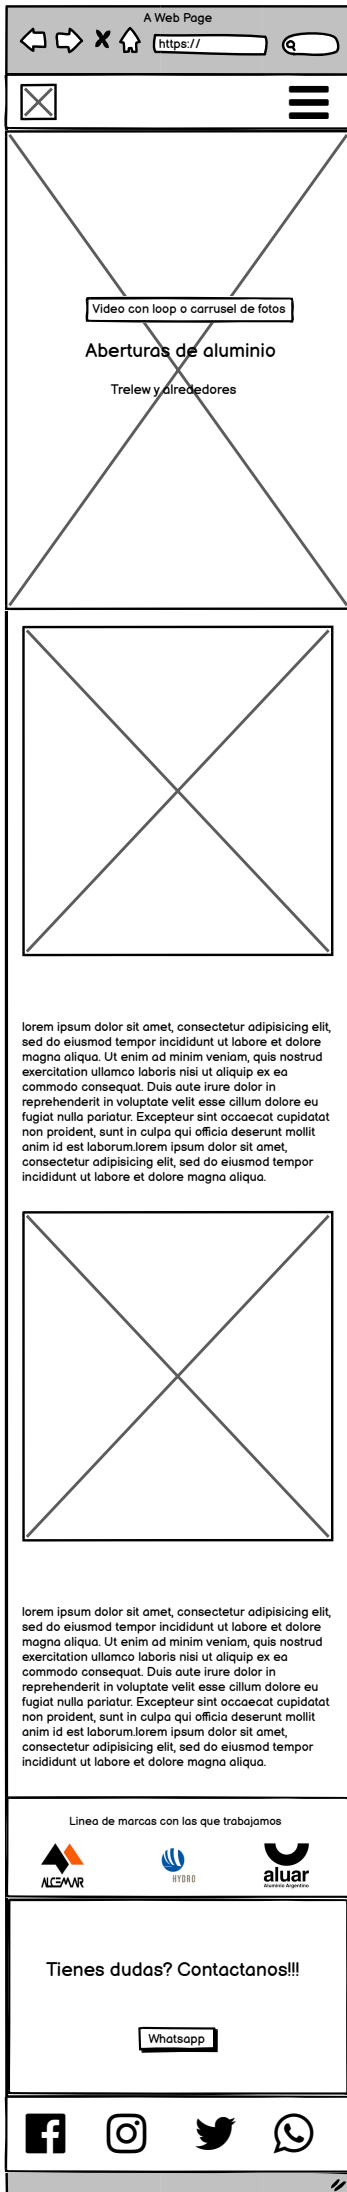 A Web Page
https://
Video con loop o carrusel de fotos
Aberturas de aluminio
Trelew y alrededores
lorem ipsum dolor sit amet, consectetur adipisicing elit,
sed do eiusmod tempor incididunt ut labore et dolore
magna aliqua. Ut enim ad minim veniam, quis nostrud
exercitation ullamco laboris nisi ut aliquip ex ea
commodo consequat. Duis aute irure dolor in
reprehenderit in voluptate velit esse cillum dolore eu
fugiat nulla pariatur. Excepteur sint occaecat cupidatat
non proident, sunt in culpa qui officia deserunt mollit
anim id est laborum.lorem ipsum dolor sit amet,
consectetur adipisicing elit, sed do eiusmod tempor
incididunt ut labore et dolore magna aliqua.
lorem ipsum dolor sit amet, consectetur adipisicing elit,
sed do eiusmod tempor incididunt ut labore et dolore
magna aliqua. Ut enim ad minim veniam, quis nostrud
exercitation ullamco laboris nisi ut aliquip ex ea
commodo consequat. Duis aute irure dolor in
reprehenderit in voluptate velit esse cillum dolore eu
fugiat nulla pariatur. Excepteur sint occaecat cupidatat
non proident, sunt in culpa qui officia deserunt mollit
anim id est laborum.lorem ipsum dolor sit amet,
consectetur adipisicing elit, sed do eiusmod tempor
incididunt ut labore et dolore magna aliqua.
Linea de marcas con las que trabajamos
ALCEMAR
HYDRO
aluar
Aluminio Argentino
Tienes dudas? Contactanos!!!
Whatsapp